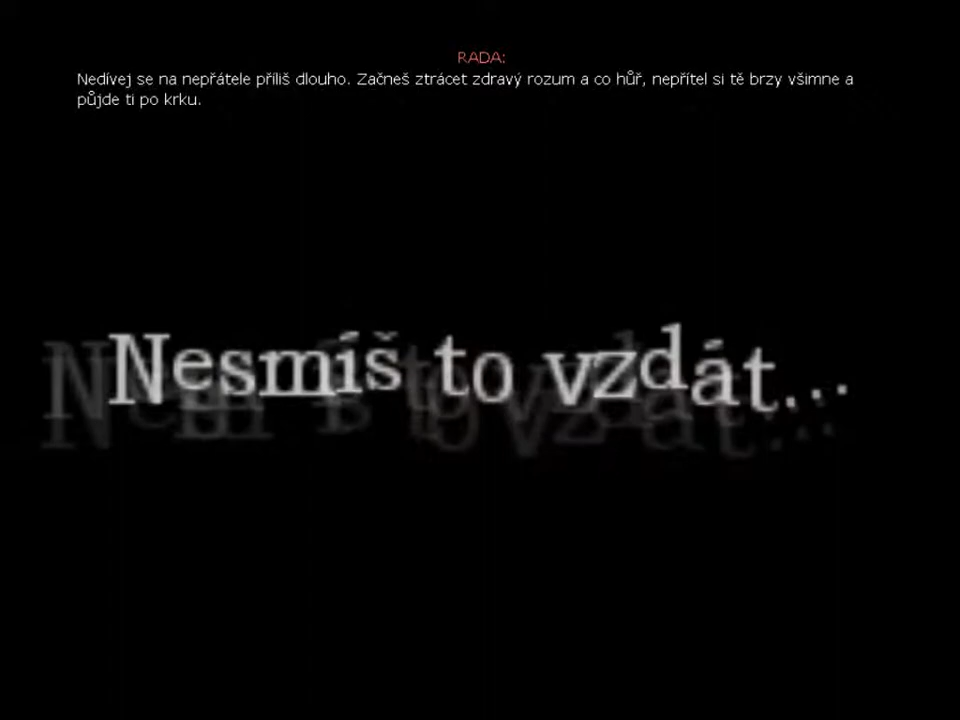 RADA:
Nedívej se na nepřátele příliš dlouho. Začneš ztrácet zdravý rozum a co hůř, nepřítel si tě brzy všimne a
půjde ti po krku.
Nesmíš to vzdát...